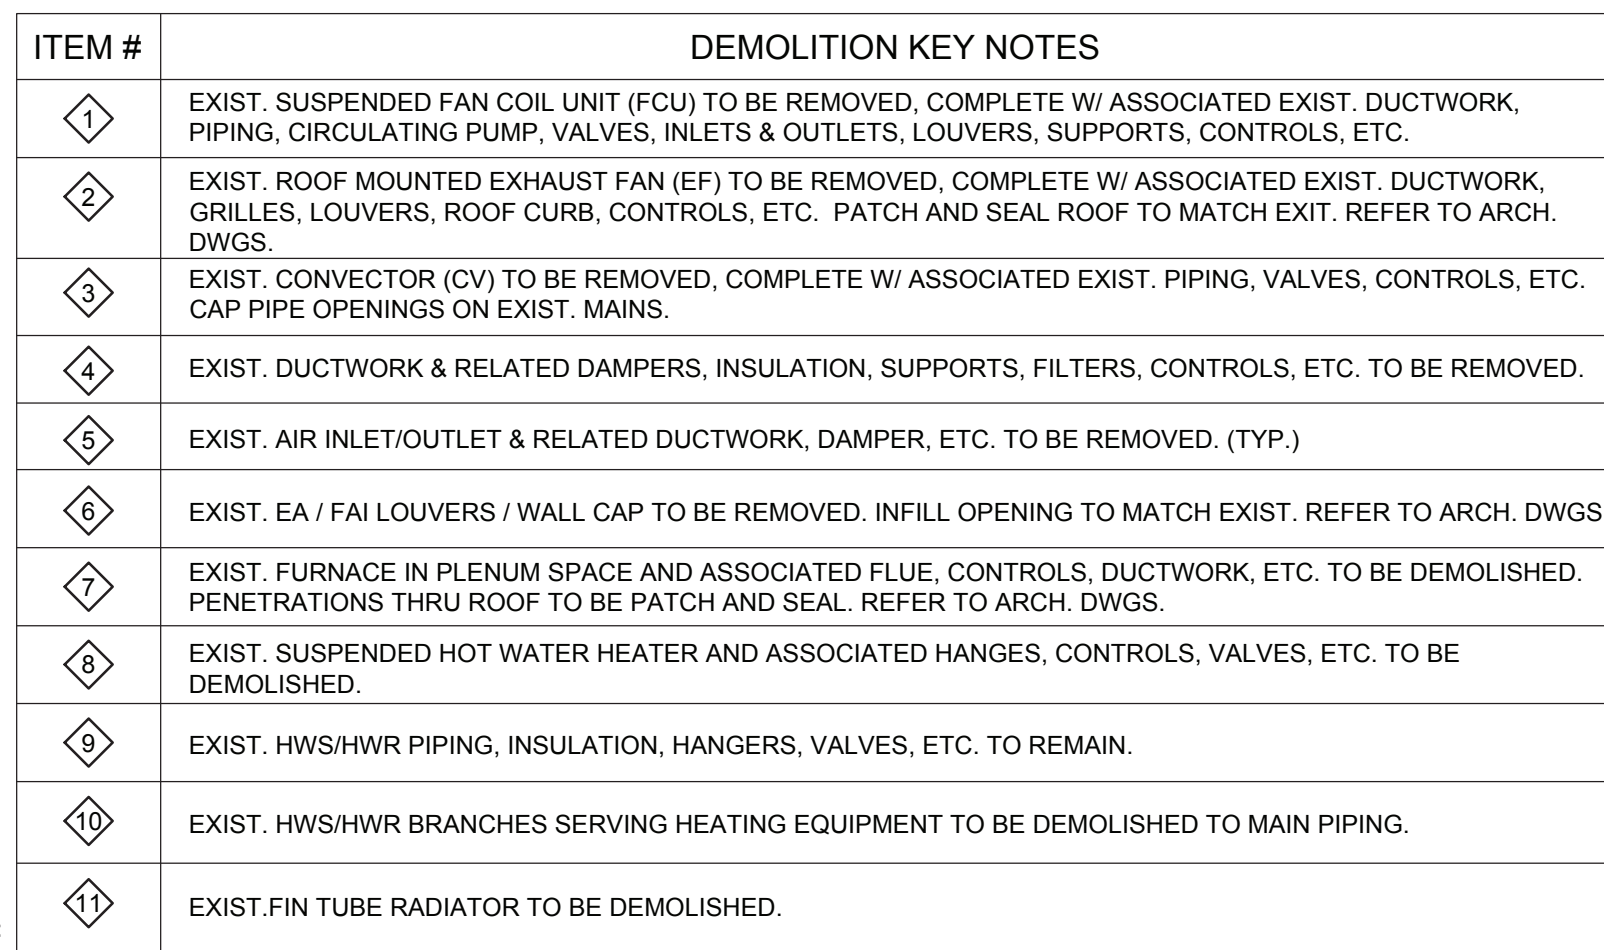 ITEM # DEMOLITION KEY NOTES
1 EXIST. SUSPENDED FAN COIL UNIT (FCU) TO BE REMOVED, COMPLETE W/ ASSOCIATED EXIST. DUCTWORK,
PIPING, CIRCULATING PUMP, VALVES, INLETS & OUTLETS, LOUVERS, SUPPORTS, CONTROLS, ETC.
2 EXIST. ROOF MOUNTED EXHAUST FAN (EF) TO BE REMOVED, COMPLETE W/ ASSOCIATED EXIST. DUCTWORK,
GRILLES, LOUVERS, ROOF CURB, CONTROLS, ETC. PATCH AND SEAL ROOF TO MATCH EXIT. REFER TO ARCH.
DWGS.
3 EXIST. CONVECTOR (CV) TO BE REMOVED, COMPLETE W/ ASSOCIATED EXIST. PIPING, VALVES, CONTROLS, ETC.
CAP PIPE OPENINGS ON EXIST. MAINS.
4 EXIST. DUCTWORK & RELATED DAMPERS, INSULATION, SUPPORTS, FILTERS, CONTROLS, ETC. TO BE REMOVED.
5 EXIST. AIR INLET/OUTLET & RELATED DUCTWORK, DAMPER, ETC. TO BE REMOVED. (TYP.)
6 EXIST. EA / FAI LOUVERS / WALL CAP TO BE REMOVED. INFILL OPENING TO MATCH EXIST. REFER TO ARCH. DWGS
7 EXIST. FURNACE IN PLENUM SPACE AND ASSOCIATED FLUE, CONTROLS, DUCTWORK, ETC. TO BE DEMOLISHED.
PENETRATIONS THRU ROOF TO BE PATCH AND SEAL. REFER TO ARCH. DWGS.
8 EXIST. SUSPENDED HOT WATER HEATER AND ASSOCIATED HANGES, CONTROLS, VALVES, ETC. TO BE
DEMOLISHED.
9 EXIST. HWS/HWR PIPING, INSULATION, HANGERS, VALVES, ETC. TO REMAIN.
10 EXIST. HWS/HWR BRANCHES SERVING HEATING EQUIPMENT TO BE DEMOLISHED TO MAIN PIPING.
11 EXIST.FIN TUBE RADIATOR TO BE DEMOLISHED.